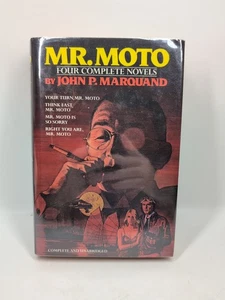 MR. MOTO
FOUR COMPLETE NOVELS
BY JOHN P. MARQUAND
YOUR TURN, MR. MOTO
THINK FAST,
MR. MOTO
MR. MOTO IS
SO SORRY
RIGHT YOU ARE,
MR. MOTO
COMPLETE AND UNABRIDGED